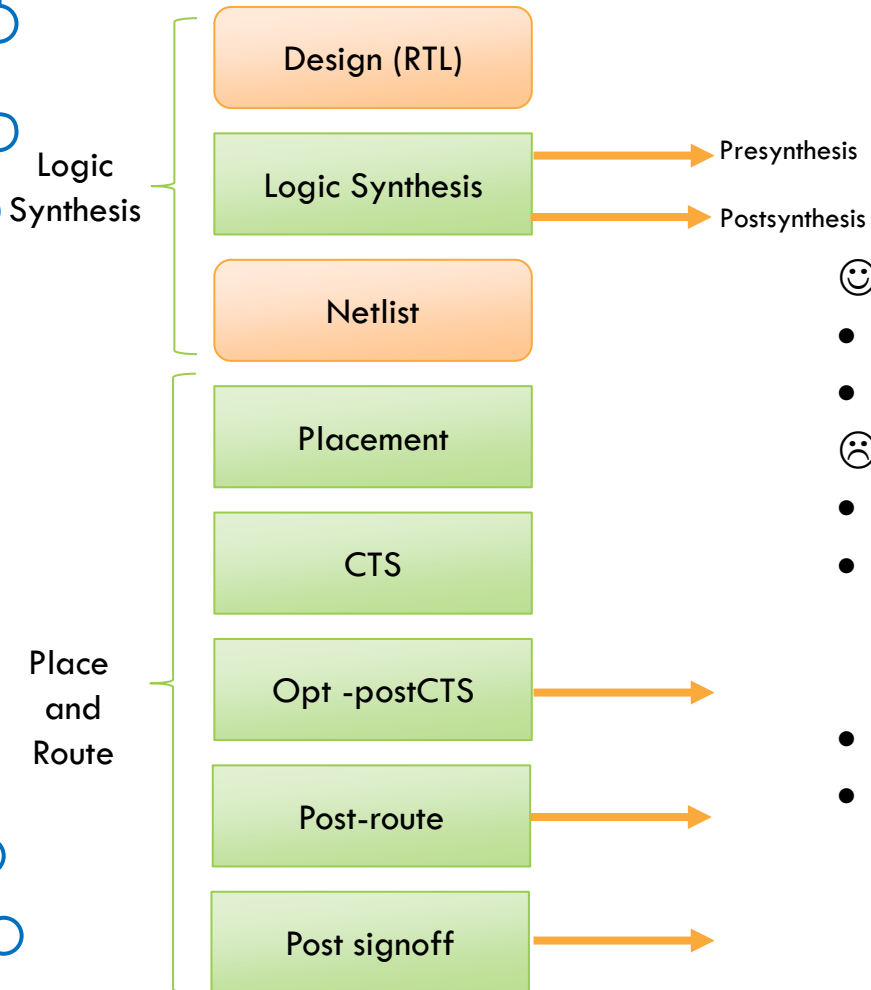 Design (RTL)
Logic
Synthesis
Logic Synthesis
Presynthesis
Postsynthesis
Netlist
Placement
CTS
Place
and
Route
Opt -postCTS
Post-route
Post signoff